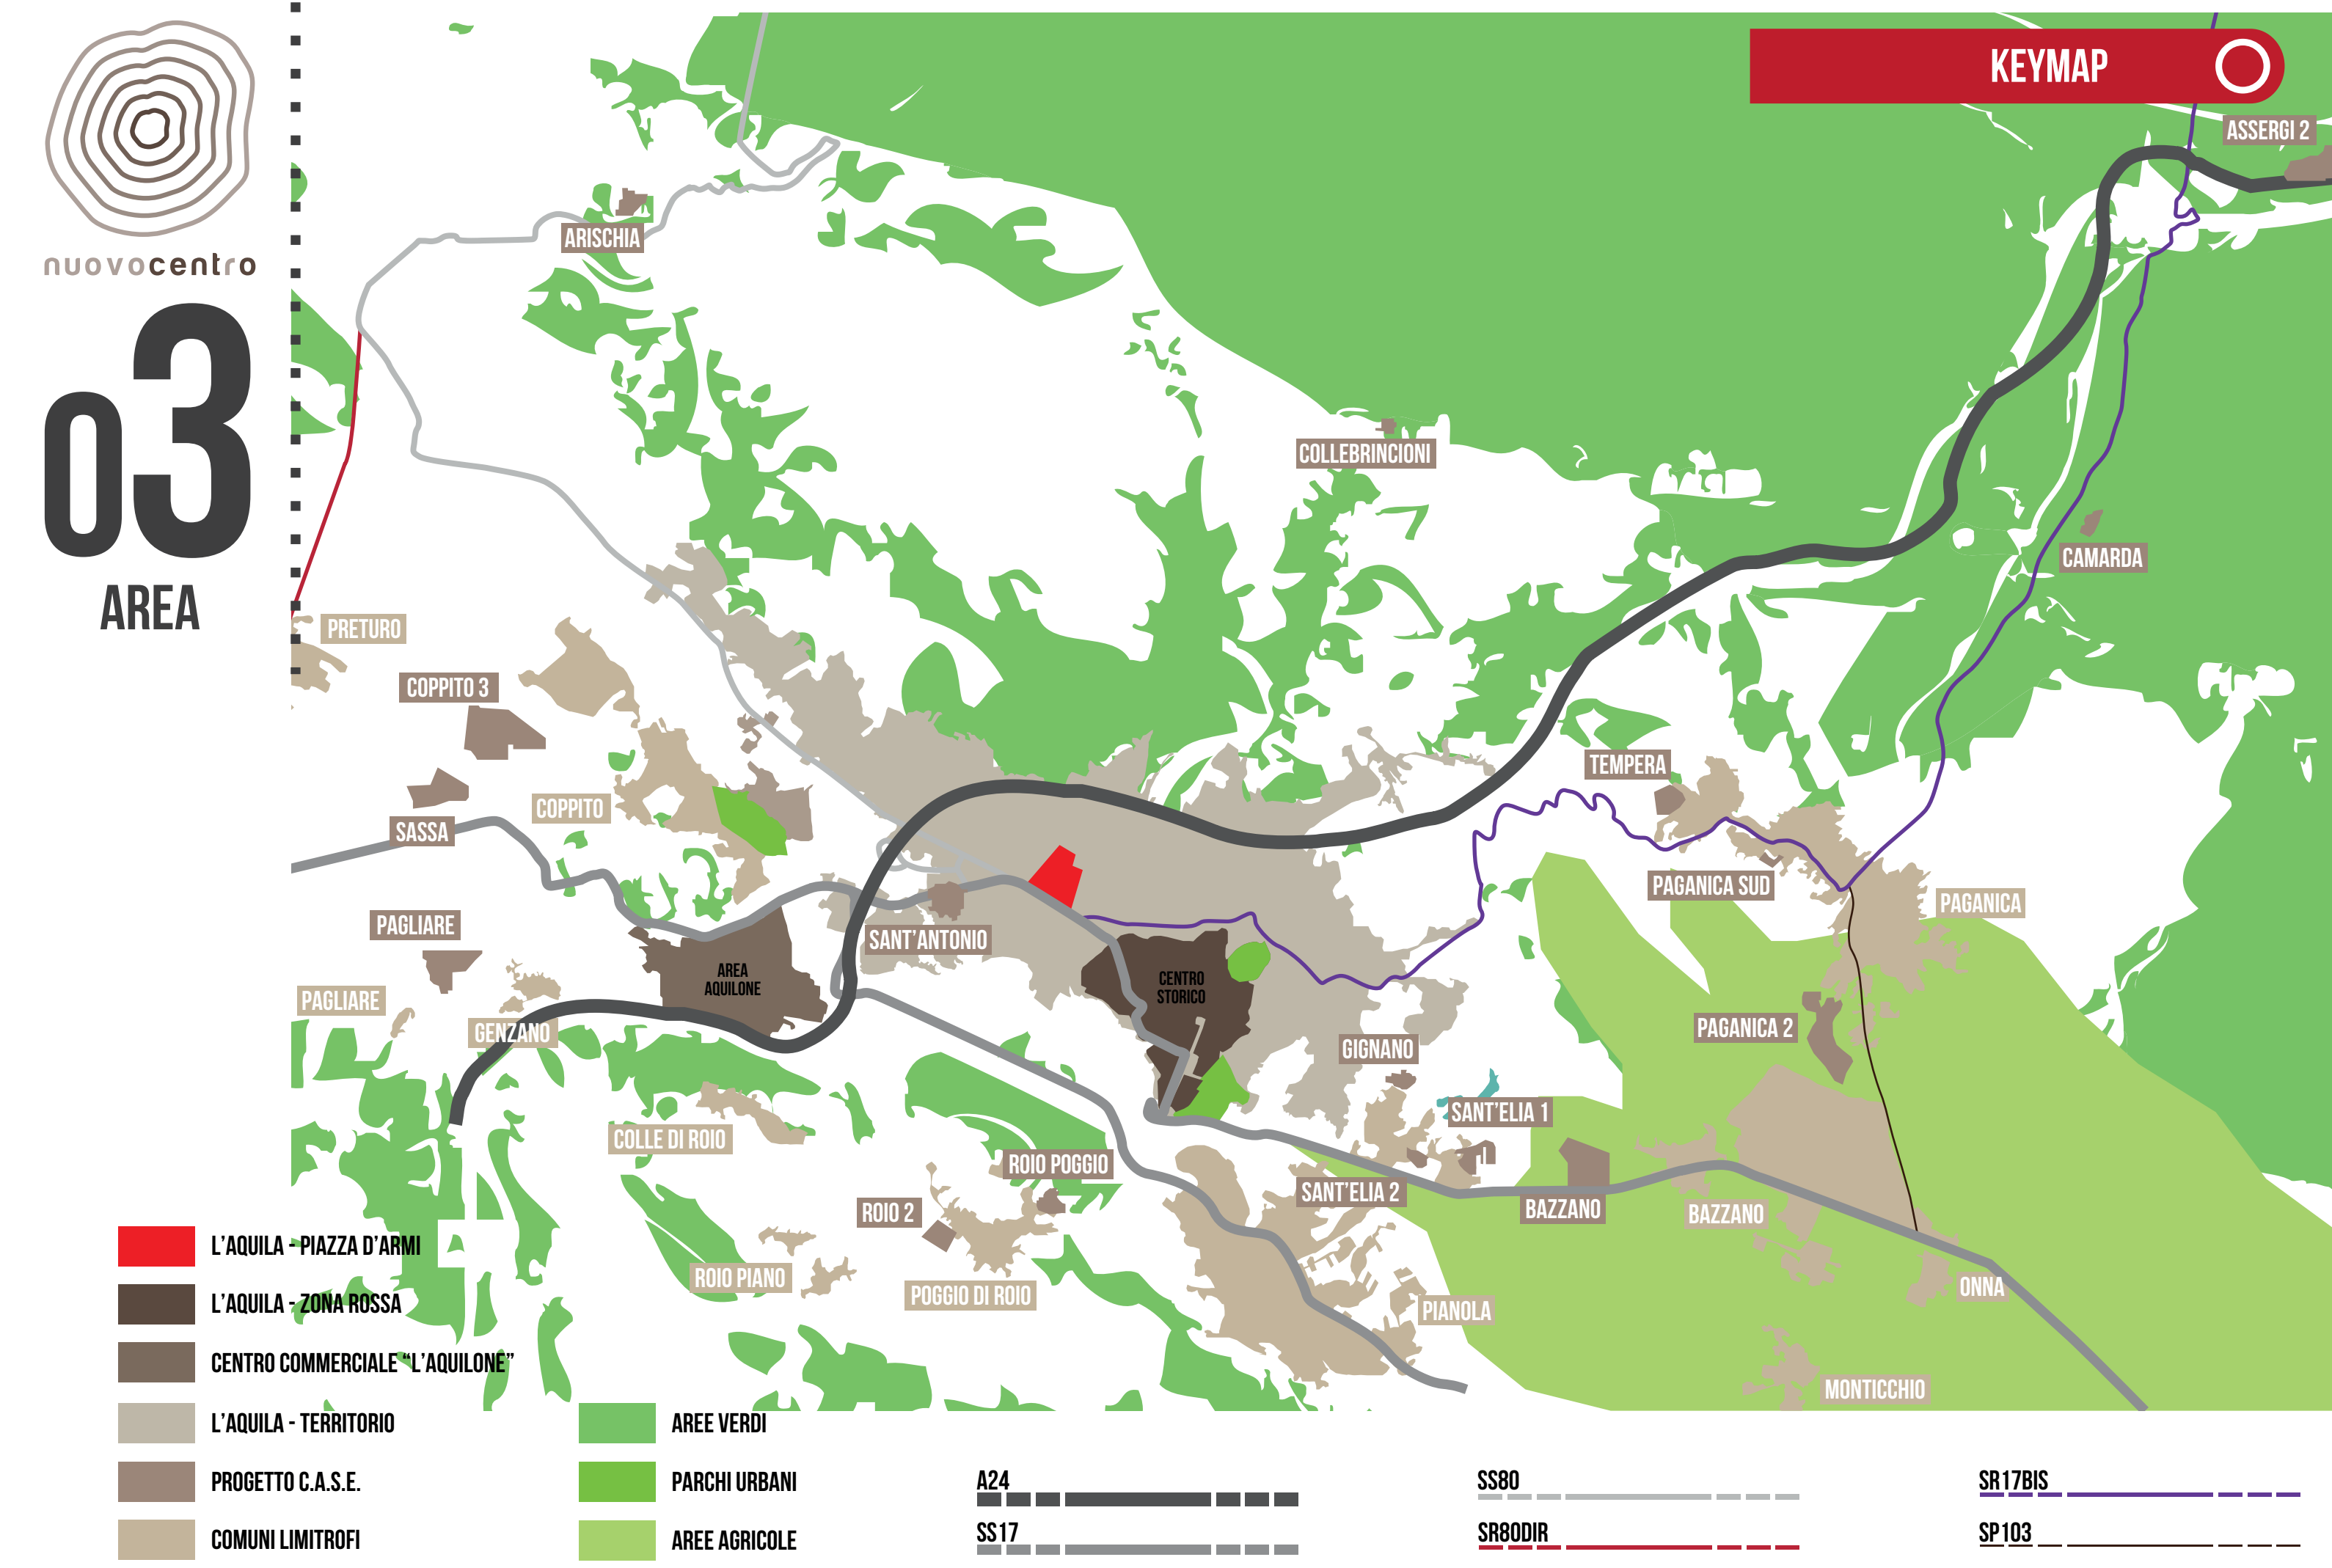 nuovocentro
03
AREA
KEYMAP
ASSERGI 2
ARISCHIA
COLLEBRINCIONI
CAMARDA
PRETURO
COPPITO 3
TEMPERA
COPPITO
SASSA
PAGANICA SUD
PAGANICA
PAGLIARE
SANT'ANTONIO
AREA
AQUILONE
CENTRO
STORICO
PAGLIARE
GENZANO
PAGANICA 2
GIGNANO
SANT'ELIA 1
COLLE DI ROIO
ROIO POGGIO
SANT'ELIA 2
ROIO 2
BAZZANO
BAZZANO
ROIO PIANO
POGGIO DI ROIO
ONNA
PIANOLA
MONTICCHIO
L'AQUILA - PIAZZA D'ARMI
L'AQUILA - ZONA ROSSA
CENTRO COMMERCIALE “L'AQUILONE”
L'AQUILA - TERRITORIO
PROGETTO C.A.S.E.
COMUNI LIMITROFI
AREE VERDI
PARCHI URBANI
AREE AGRICOLE
A24
SS17
SS80
SR80DIR
SR17BIS
SP103